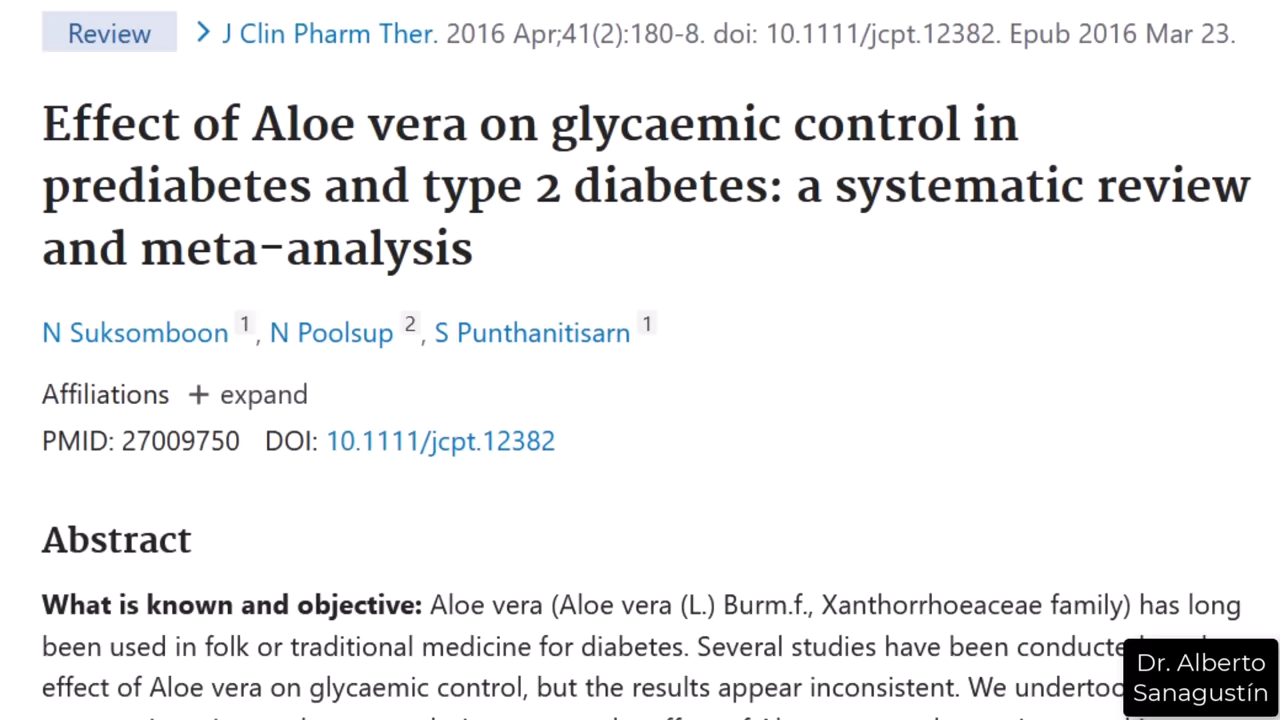 Review > J Clin Pharm Ther. 2016 Apr;41(2):180-8. doi: 10.1111/jcpt.12382. Epub 2016 Mar 23.
Effect of Aloe vera on glycaemic control in
prediabetes and type 2 diabetes: a systematic review
and meta-analysis
N Suksomboon 1, N Poolsup 2, S Punthanitisarn 1
Affiliations + expand
PMID: 27009750 DOI: 10.1111/jcpt.12382
Abstract
What is known and objective: Aloe vera (Aloe vera (L.) Burm.f., Xanthorrhoeaceae family) has long
been used in folk or traditional medicine for diabetes. Several studies have been
effect of Aloe vera on glycaemic control, but the results appear inconsistent. We
Dr. Alberto
Sanagustín